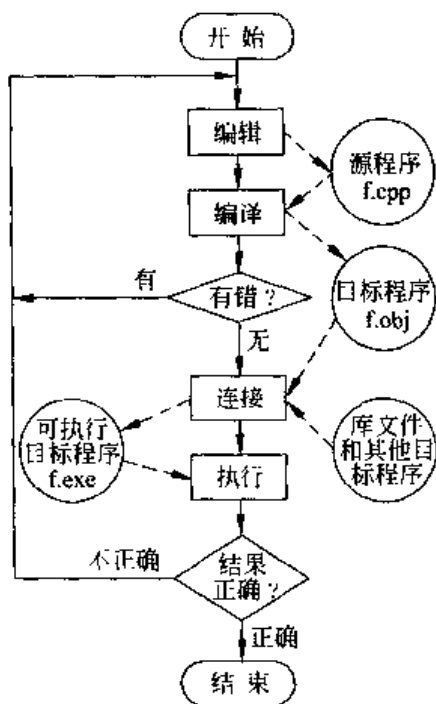 开 始
编辑
源程序
f.cpp
编译
有
有错？
目标程序
f.obj
无
连接
可执行
目标程序
f.exe
库文件
和其他目
标程序
执行
不正确
结果
正确？
正确
结 束